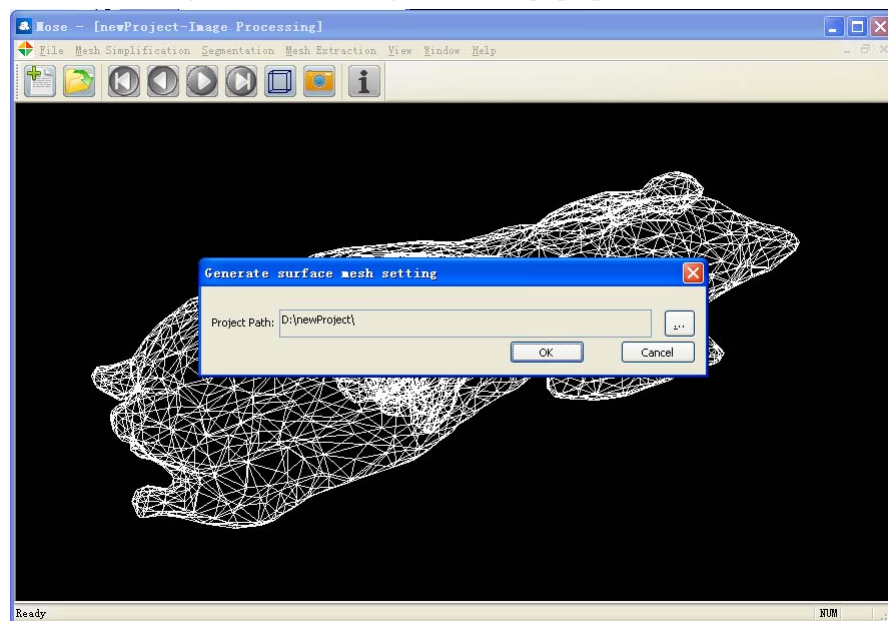 Mose - [newProject-Image Processing]
File Mesh Simplification Segmentation Mesh Extraction View Window Help
Generate surface mesh setting
Project Path: D:\newProject\ ...
OK Cancel
Ready NUM